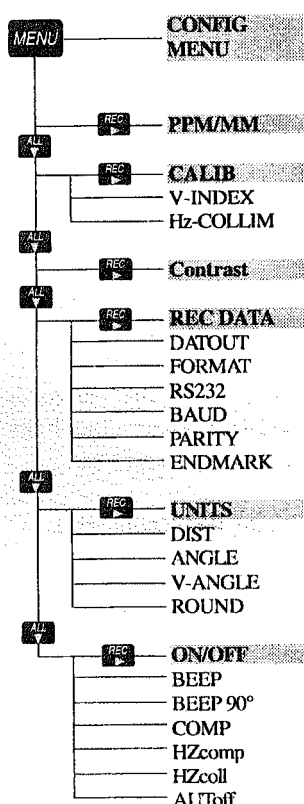 MENU
CONFIG
MENU
REC
PPM/MM
ALL
REC
CALIB
V-INDEX
Hz-COLLIM
ALL
REC
Contrast
ALL
REC
REC DATA
DATOUT
FORMAT
RS232
BAUD
PARITY
ENDMARK
ALL
REC
UNITS
DIST
ANGLE
V-ANGLE
ROUND
ALL
REC
ON/OFF
BEEP
BEEP 90°
COMP
HZcomp
HZcoll
AUToff